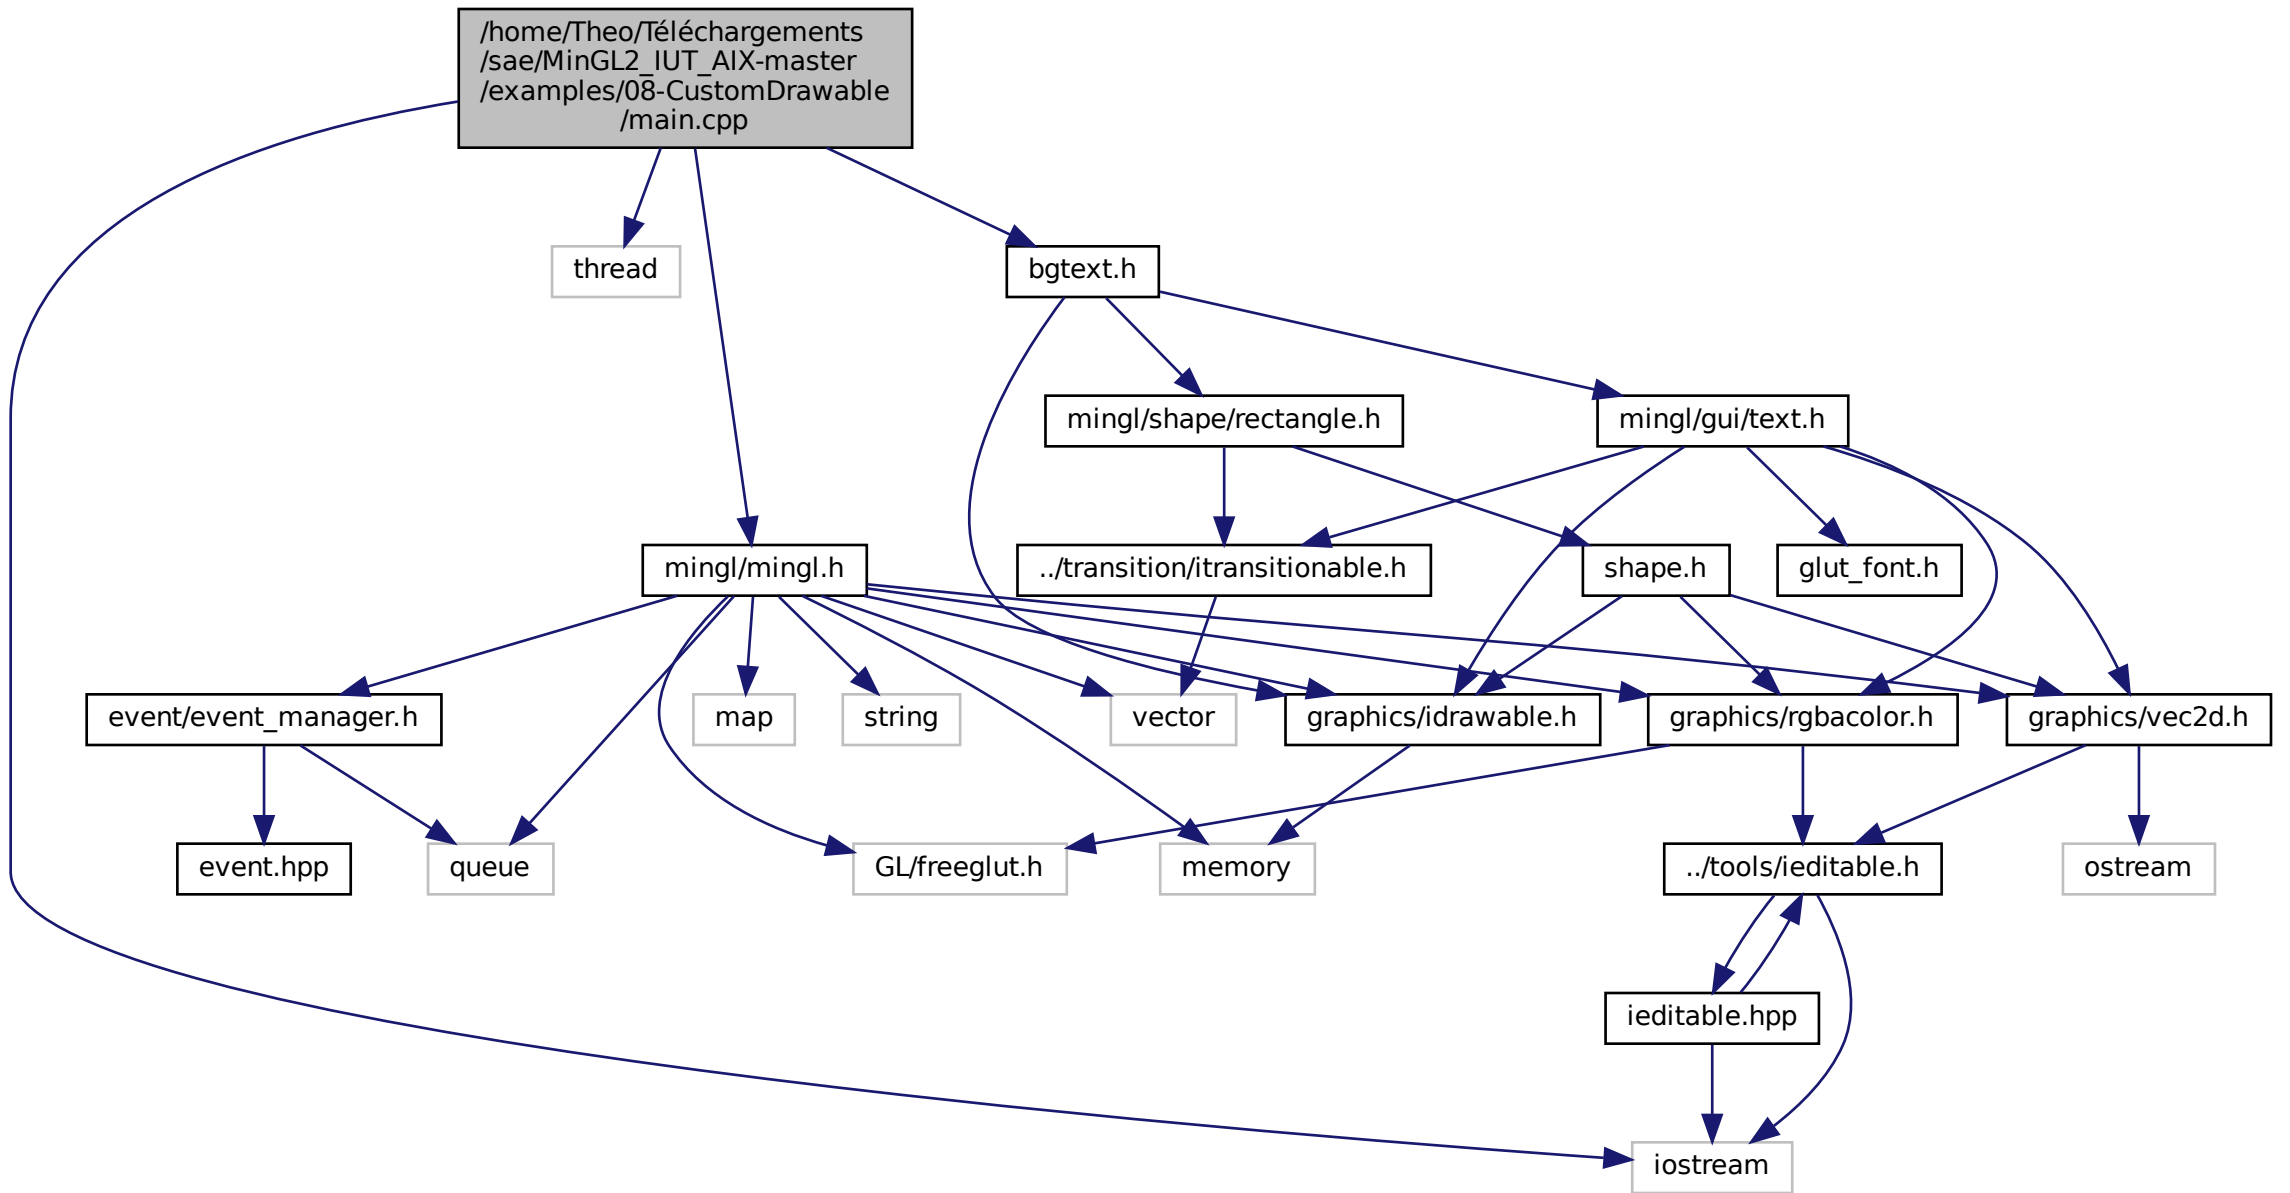 /home/Theo/Téléchargements
/sae/MinGL2_IUT_AIX-master
/examples/08-CustomDrawable
/main.cpp
thread
bgtext.h
mingl/shape/rectangle.h
mingl/gui/text.h
mingl/mingl.h
../transition/itransitionable.h
shape.h
glut_font.h
event/event_manager.h
map
string
vector
graphics/idrawable.h
graphics/rgbacolor.h
graphics/vec2d.h
event.hpp
queue
GL/freeglut.h
memory
../tools/ieditable.h
ostream
ieditable.hpp
iostream